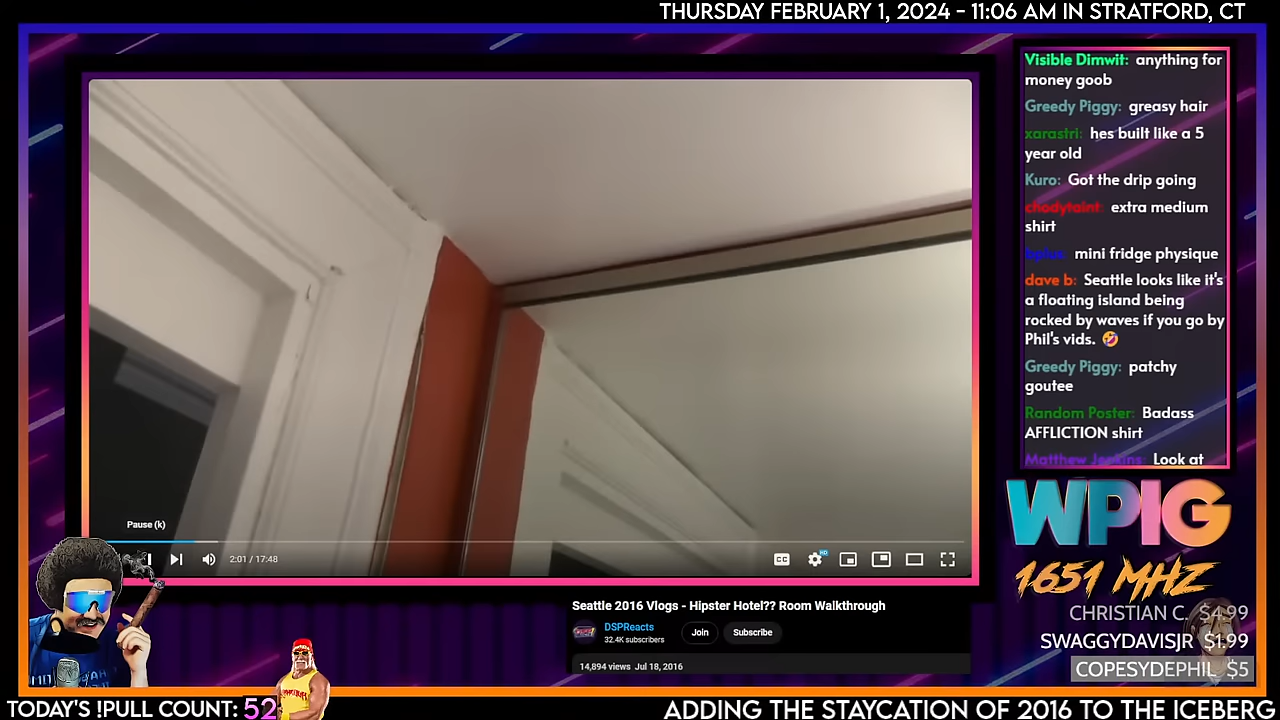 THURSDAY FEBRUARY 1, 2024 - 11:06 AM IN STRATFORD, CT
Visible Dimwit: anything for
money goob
Greedy Piggy: greasy hair
xarastri: hes built like a 5
year old
Kuro: Got the drip going
chodytaint: extra medium
shirt
mini fridge physique
dave b: Seattle looks like it's
a floating island being
rocked by waves if you go by
Phil's vids. 🤣
Greedy Piggy: patchy
goutee
Random Poster: Badass
AFFLICTION shirt
Matthew Jenkins: Look at
Pause (k)
2:01 / 17:48
CC
HD
WPIG
1651 MHZ
Seattle 2016 Vlogs - Hipster Hotel?? Room Walkthrough
DSPReacts
32.4K subscribers
Join
Subscribe
14,894 views Jul 18, 2016
CHRISTIAN C. $4.99
SWAGGYDAVISJR $1.99
COPESYDEPHIL $5
TODAY'S !PULL COUNT: 52
ADDING THE STAYCATION OF 2016 TO THE ICEBERG